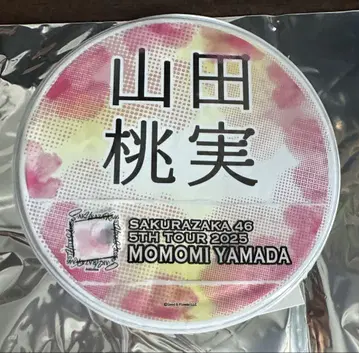 山田
桃実
SAKURAZAKA 46
5TH TOUR 2025
MOMOMI YAMADA